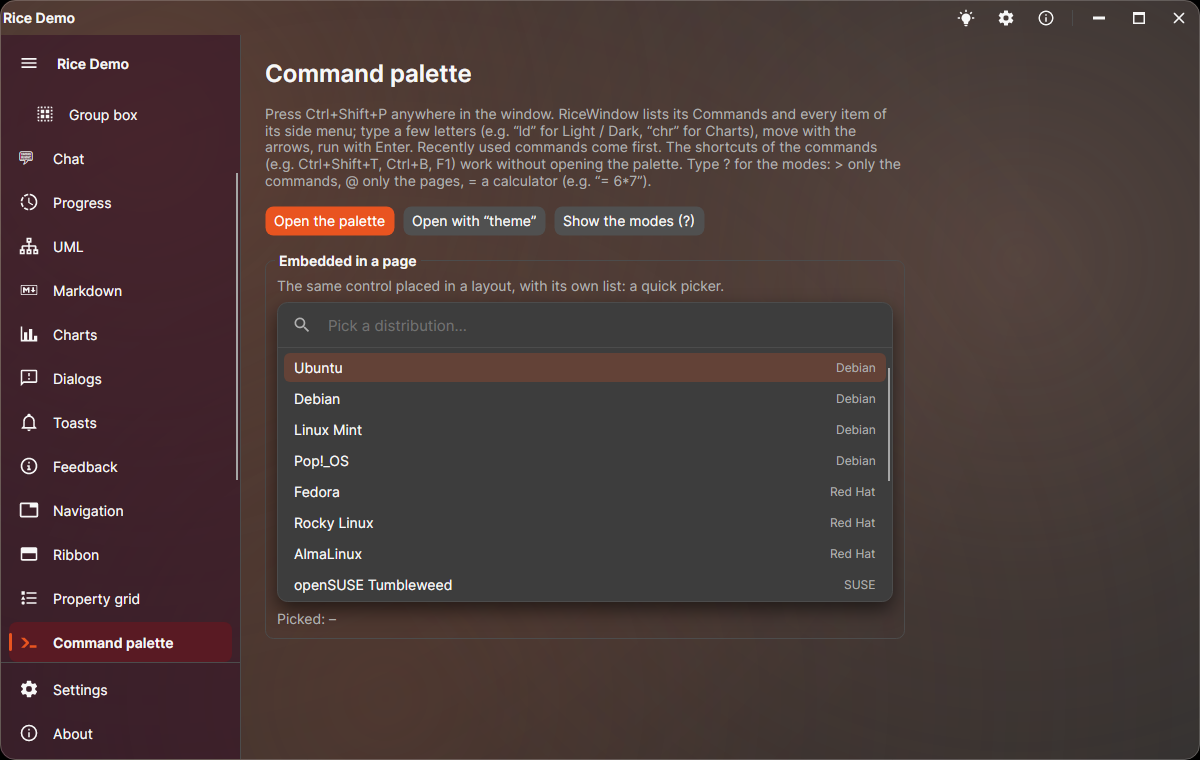 Rice Demo
Rice Demo
Group box
Chat
Progress
UML
Markdown
Charts
Dialogs
Toasts
Feedback
Navigation
Ribbon
Property grid
Command palette
Settings
About
Command palette
Press Ctrl+Shift+P anywhere in the window. RiceWindow lists its Commands and every item of
its side menu; type a few letters (e.g. “ld” for Light / Dark, “chr” for Charts), move with the
arrows, run with Enter. Recently used commands come first. The shortcuts of the commands
(e.g. Ctrl+Shift+T, Ctrl+B, F1) work without opening the palette. Type ? for the modes: > only the
commands, @ only the pages, = a calculator (e.g. “= 6*7”).
Open the palette Open with “theme” Show the modes (?)
Embedded in a page
The same control placed in a layout, with its own list: a quick picker.
Pick a distribution...
Ubuntu Debian
Debian Debian
Linux Mint Debian
Pop!_OS Debian
Fedora Red Hat
Rocky Linux Red Hat
AlmaLinux Red Hat
openSUSE Tumbleweed SUSE
Picked: –